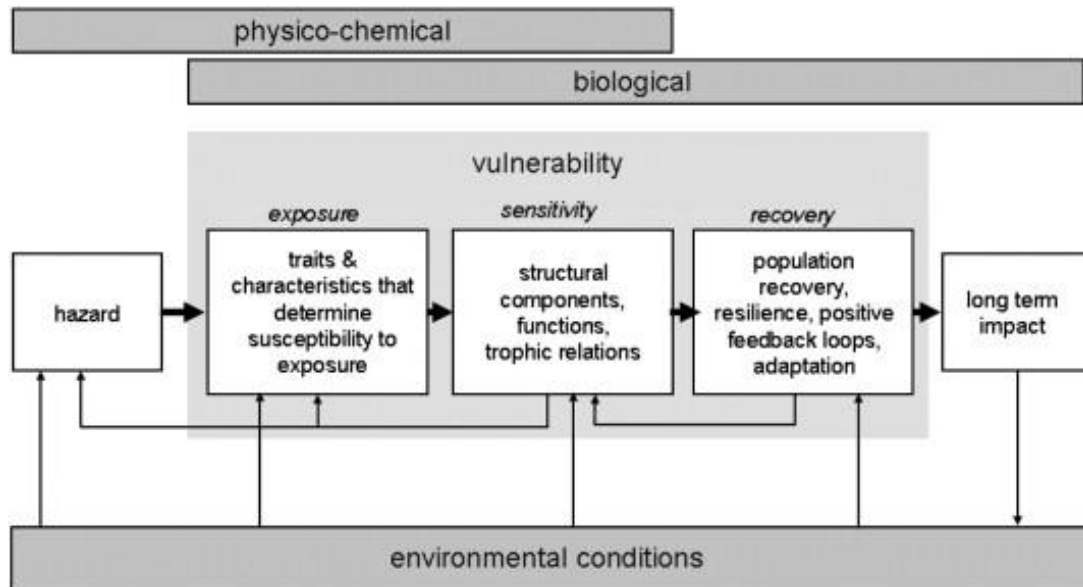 physico-chemical
biological
vulnerability
exposure
sensitivity
recovery
hazard
traits &
characteristics that
determine
susceptibility to
exposure
structural
components,
functions,
trophic relations
population
recovery,
resilience, positive
feedback loops,
adaptation
long term
impact
environmental conditions